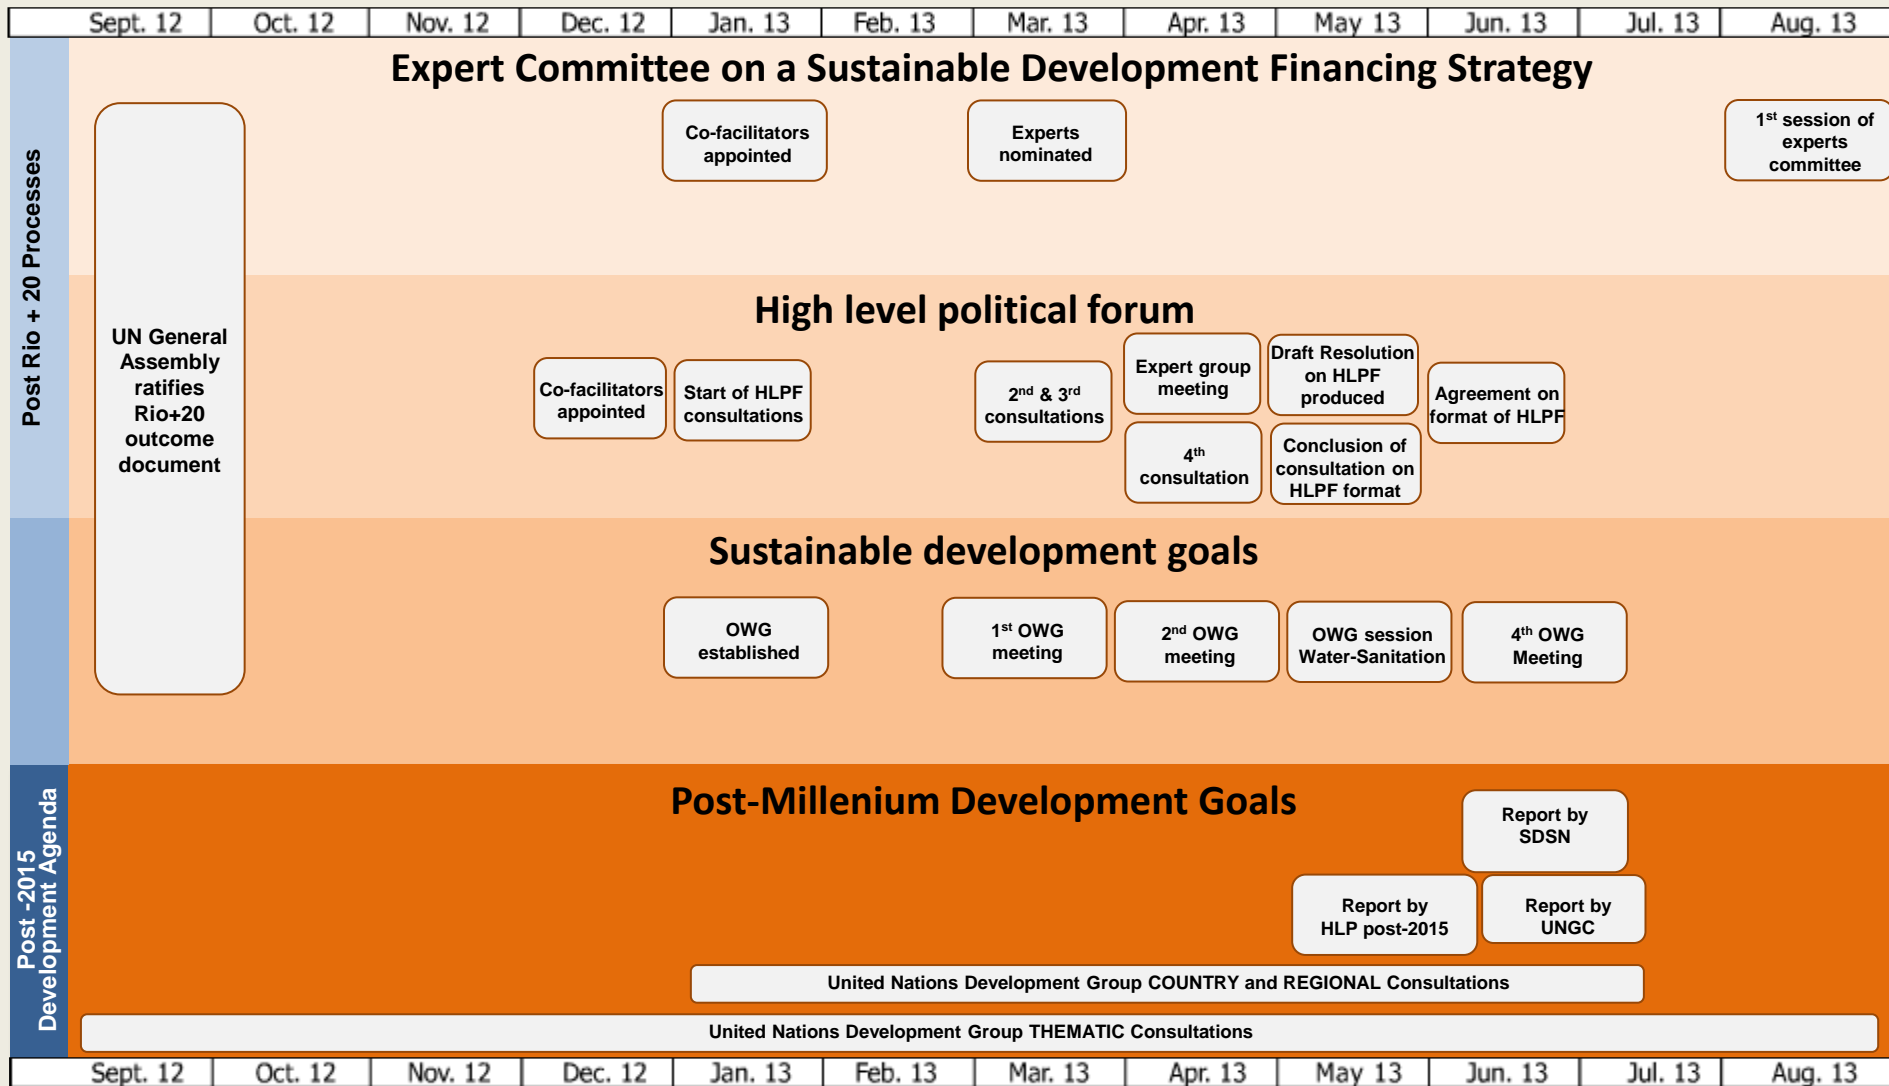 Sept. 12 Oct. 12 Nov. 12 Dec. 12 Jan. 13 Feb. 13 Mar. 13 Apr. 13 May 13 Jun. 13 Jul. 13 Aug. 13
Post Rio + 20 Processes
Expert Committee on a Sustainable Development Financing Strategy
UN General
Assembly
ratifies
Rio+20
outcome
document
Co-facilitators
appointed
Experts
nominated
1st session of
experts
committee
High level political forum
Co-facilitators
appointed
Start of HLPF
consultations
2nd & 3rd
consultations
Expert group
meeting
4th
consultation
Draft Resolution
on HLPF
produced
Conclusion of
consultation on
HLPF format
Agreement on
format of HLPF
Sustainable development goals
OWG
established
1st OWG
meeting
2nd OWG
meeting
OWG session
Water-Sanitation
4th OWG
Meeting
Post -2015
Development Agenda
Post-Millenium Development Goals
Report by
SDSN
Report by
HLP post-2015
Report by
UNGC
United Nations Development Group COUNTRY and REGIONAL Consultations
United Nations Development Group THEMATIC Consultations
Sept. 12 Oct. 12 Nov. 12 Dec. 12 Jan. 13 Feb. 13 Mar. 13 Apr. 13 May 13 Jun. 13 Jul. 13 Aug. 13